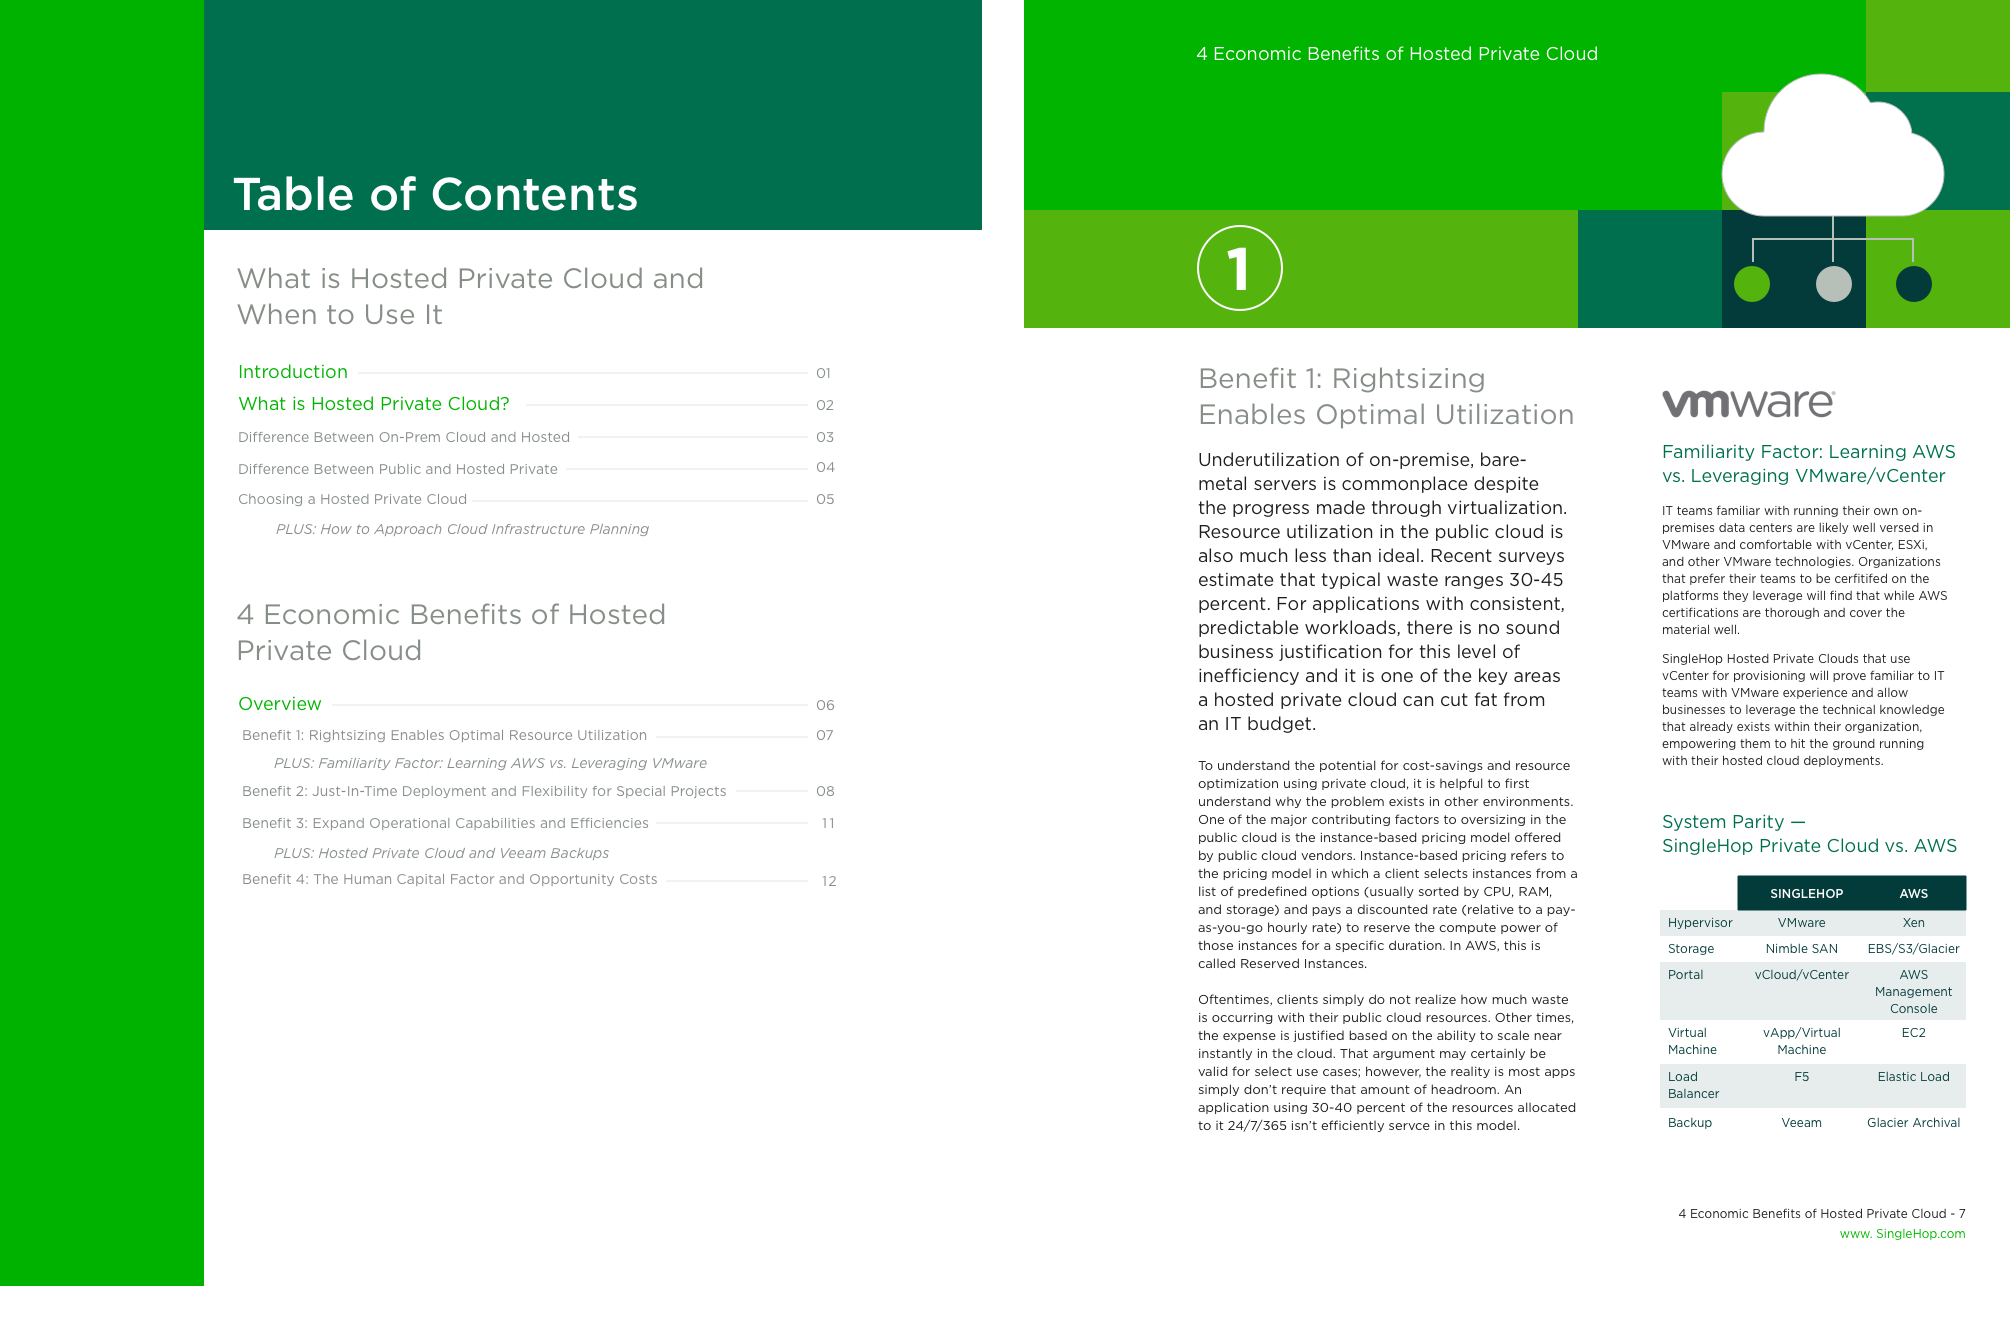 Table of Contents
What is Hosted Private Cloud and
When to Use It
Introduction 01
What is Hosted Private Cloud? 02
Difference Between On-Prem Cloud and Hosted 03
Difference Between Public and Hosted Private 04
Choosing a Hosted Private Cloud 05
PLUS: How to Approach Cloud Infrastructure Planning
4 Economic Benefits of Hosted
Private Cloud
Overview 06
Benefit 1: Rightsizing Enables Optimal Resource Utilization 07
PLUS: Familiarity Factor: Learning AWS vs. Leveraging VMware
Benefit 2: Just-In-Time Deployment and Flexibility for Special Projects 08
Benefit 3: Expand Operational Capabilities and Efficiencies 11
PLUS: Hosted Private Cloud and Veeam Backups
Benefit 4: The Human Capital Factor and Opportunity Costs 12
4 Economic Benefits of Hosted Private Cloud
1
Benefit 1: Rightsizing
Enables Optimal Utilization
Underutilization of on-premise, bare-
metal servers is commonplace despite
the progress made through virtualization.
Resource utilization in the public cloud is
also much less than ideal. Recent surveys
estimate that typical waste ranges 30-45
percent. For applications with consistent,
predictable workloads, there is no sound
business justification for this level of
inefficiency and it is one of the key areas
a hosted private cloud can cut fat from
an IT budget.
To understand the potential for cost-savings and resource
optimization using private cloud, it is helpful to first
understand why the problem exists in other environments.
One of the major contributing factors to oversizing in the
public cloud is the instance-based pricing model offered
by public cloud vendors. Instance-based pricing refers to
the pricing model in which a client selects instances from a
list of predefined options (usually sorted by CPU, RAM,
and storage) and pays a discounted rate (relative to a pay-
as-you-go hourly rate) to reserve the compute power of
those instances for a specific duration. In AWS, this is
called Reserved Instances.
Oftentimes, clients simply do not realize how much waste
is occurring with their public cloud resources. Other times,
the expense is justified based on the ability to scale near
instantly in the cloud. That argument may certainly be
valid for select use cases; however, the reality is most apps
simply don't require that amount of headroom. An
application using 30-40 percent of the resources allocated
to it 24/7/365 isn't efficiently servce in this model.
vmware
Familiarity Factor: Learning AWS
vs. Leveraging VMware/vCenter
IT teams familiar with running their own on-
premises data centers are likely well versed in
VMware and comfortable with vCenter, ESXi,
and other VMware technologies. Organizations
that prefer their teams to be cerfitifed on the
platforms they leverage will find that while AWS
certifications are thorough and cover the
material well.
SingleHop Hosted Private Clouds that use
vCenter for provisioning will prove familiar to IT
teams with VMware experience and allow
businesses to leverage the technical knowledge
that already exists within their organization,
empowering them to hit the ground running
with their hosted cloud deployments.
System Parity —
SingleHop Private Cloud vs. AWS
SINGLEHOP AWS
Hypervisor VMware Xen
Storage Nimble SAN EBS/S3/Glacier
Portal vCloud/vCenter AWS
Management
Console
Virtual vApp/Virtual EC2
Machine Machine
Load F5 Elastic Load
Balancer
Backup Veeam Glacier Archival
4 Economic Benefits of Hosted Private Cloud - 7
www. SingleHop.com